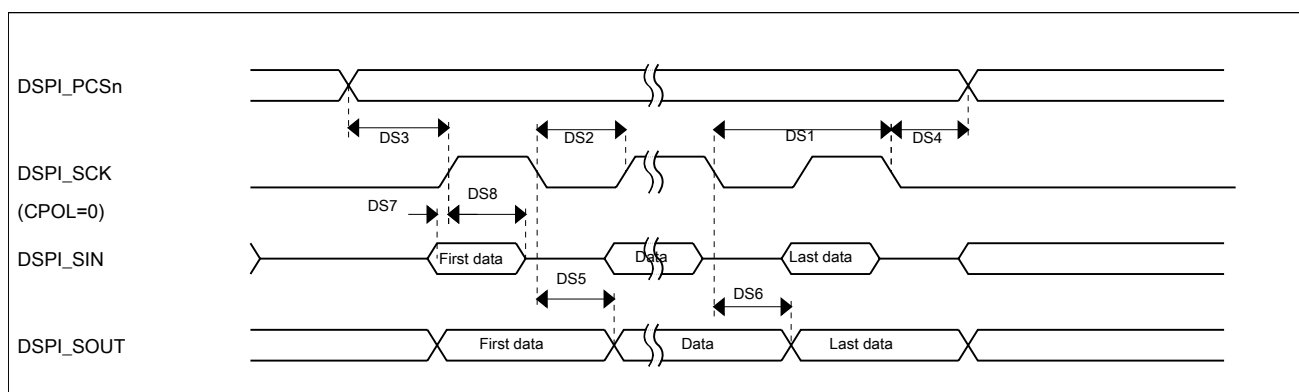 DSPI_PCSn
DS3
DS2
DS1
DS4
DSPI_SCK
(CPOL=0)
DS7
DS8
DSPI_SIN
First data
Data
Last data
DS5
DS6
DSPI_SOUT
First data
Data
Last data